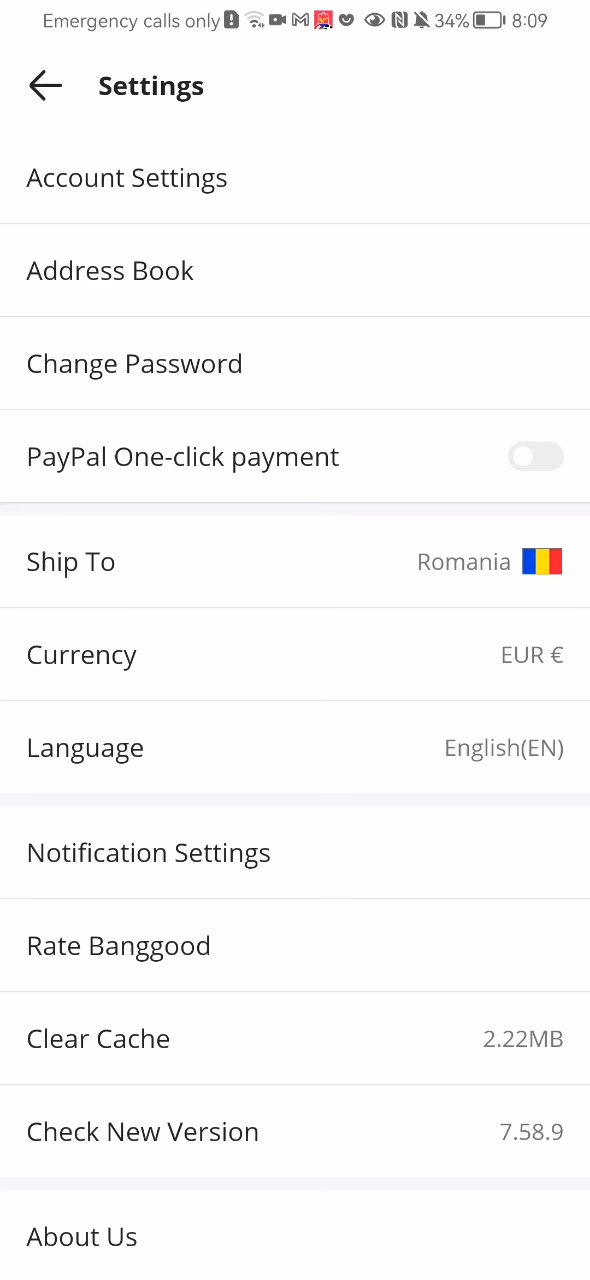 Emergency calls only 34% 8:09
Settings
Account Settings
Address Book
Change Password
PayPal One-click payment
Ship To Romania
Currency EUR €
Language English(EN)
Notification Settings
Rate Banggood
Clear Cache 2.22MB
Check New Version 7.58.9
About Us